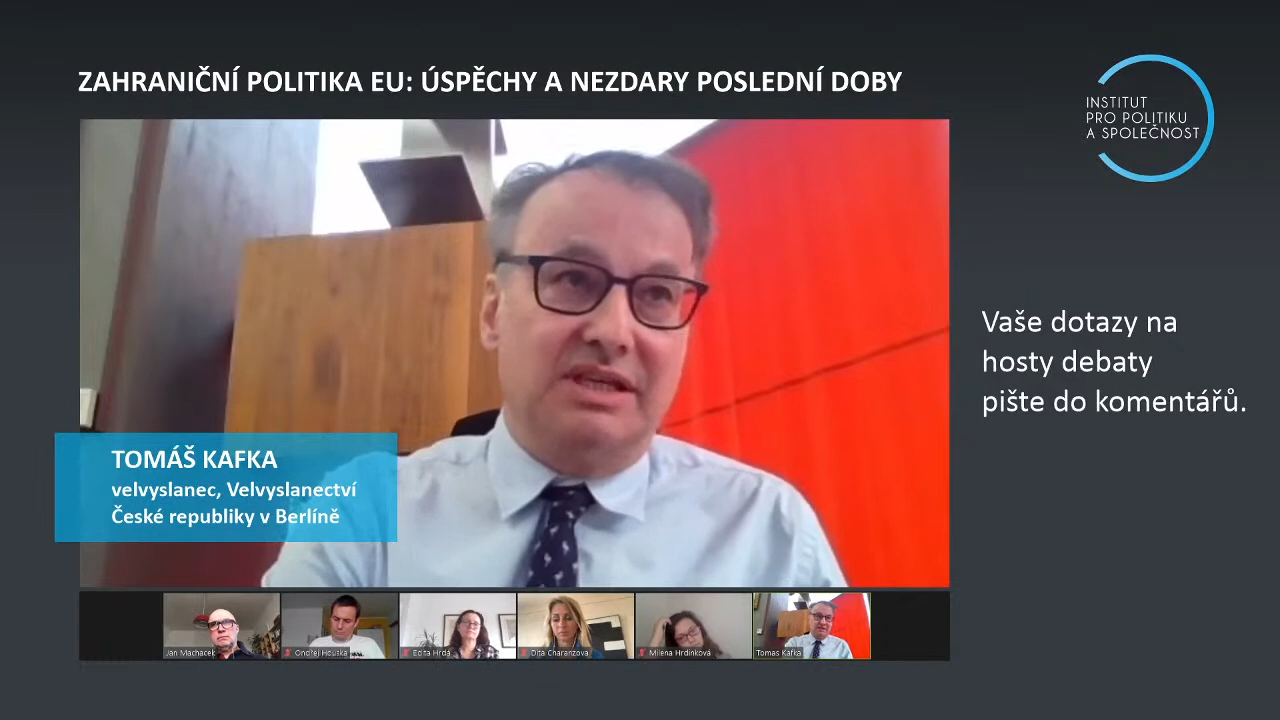 ZAHRANIČNÍ POLITIKA EU: ÚSPĚCHY A NEZDARY POSLEDNÍ DOBY
INSTITUT
PRO POLITIKU
A SPOLEČNOST
Vaše dotazy na
hosty debaty
pište do komentářů.
TOMÁŠ KAFKA
velvyslanec, Velvyslanectví
České republiky v Berlíně
Jan Machacek
Ondřej Houska
Edita Hrdá
Dita Charanzova
Milena Hrdinková
Tomas Kafka